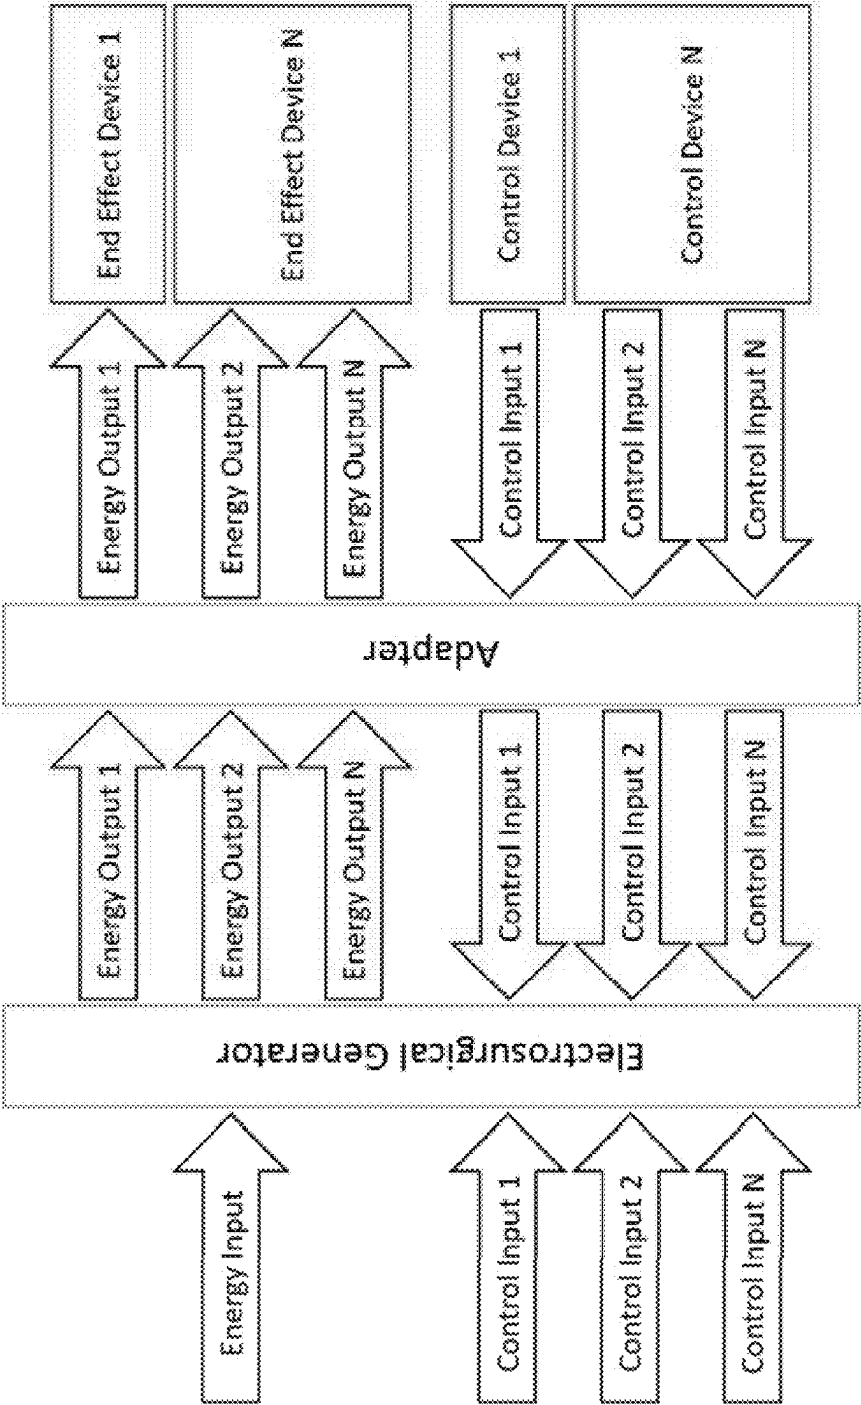 End Effect Device 1
End Effect Device N
Control Device 1
Control Device N
Energy Output 1
Energy Output 2
Energy Output N
Control Input 1
Control Input 2
Control Input N
Adapter
Energy Output 1
Energy Output 2
Energy Output N
Control Input 1
Control Input 2
Control Input N
Electrosurgical Generator
Energy Input
Control Input 1
Control Input 2
Control Input N